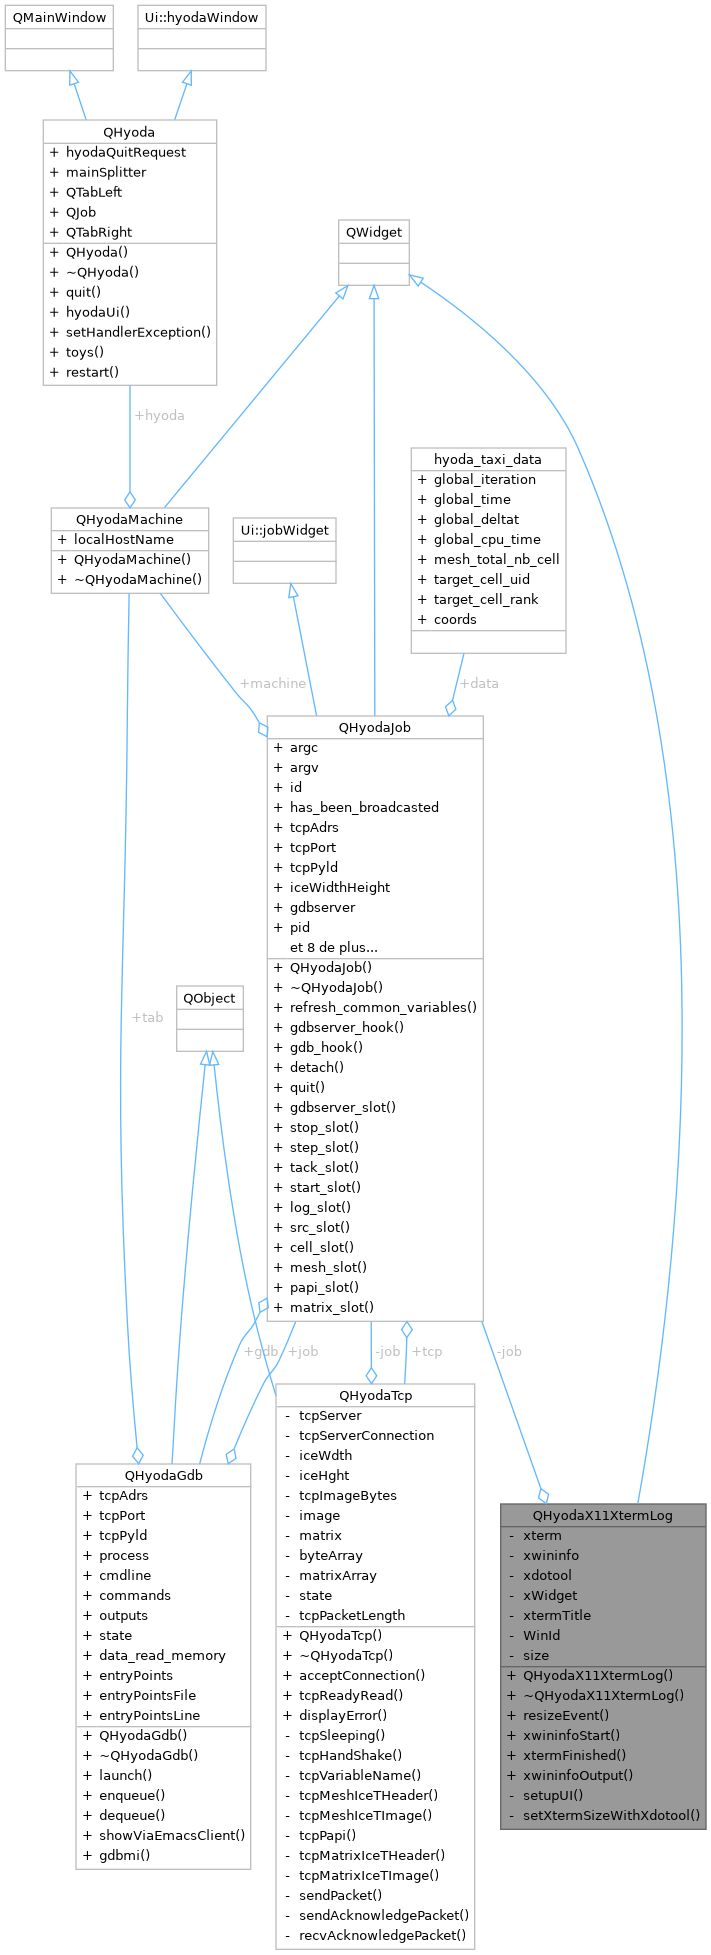 QMainWindow
Ui::hyodaWindow
QHyoda
+ hyodaQuitRequest
+ mainSplitter
+ QTabLeft
+ QJob
+ QTabRight
+ QHyoda()
+ ~QHyoda()
+ quit()
+ hyodaUi()
+ setHandlerException()
+ toys()
+ restart()
QWidget
+hyoda
hyoda_taxi_data
+ global_iteration
+ global_time
+ global_deltat
+ global_cpu_time
+ mesh_total_nb_cell
+ target_cell_uid
+ target_cell_rank
+ coords
QHyodaMachine
+ localHostName
+ QHyodaMachine()
+ ~QHyodaMachine()
Ui::jobWidget
+machine
+data
QHyodaJob
+ argc
+ argv
+ id
+ has_been_broadcasted
+ tcpAdrs
+ tcpPort
+ tcpPyld
+ iceWidthHeight
+ gdbserver
+ pid
et 8 de plus...
+ QHyodaJob()
+ ~QHyodaJob()
+ refresh_common_variables()
+ gdbserver_hook()
+ gdb_hook()
+ detach()
+ quit()
+ gdbserver_slot()
+ stop_slot()
+ step_slot()
+ tack_slot()
+ start_slot()
+ log_slot()
+ src_slot()
+ cell_slot()
+ mesh_slot()
+ papi_slot()
+ matrix_slot()
QObject
+tab
+gdb
+job
-job
+tcp
-job
QHyodaTcp
- tcpServer
- tcpServerConnection
- iceWdth
- iceHght
- tcpImageBytes
- image
- matrix
- byteArray
- matrixArray
- state
- tcpPacketLength
+ QHyodaTcp()
+ ~QHyodaTcp()
+ acceptConnection()
+ tcpReadyRead()
+ displayError()
- tcpSleeping()
- tcpHandShake()
- tcpVariableName()
- tcpMeshIceTHeader()
- tcpMeshIceTImage()
- tcpPapi()
- tcpMatrixIceTHeader()
- tcpMatrixIceTImage()
- sendPacket()
- sendAcknowledgePacket()
- recvAcknowledgePacket()
QHyodaGdb
+ tcpAdrs
+ tcpPort
+ tcpPyld
+ process
+ cmdline
+ commands
+ outputs
+ state
+ data_read_memory
+ entryPoints
+ entryPointsFile
+ entryPointsLine
+ QHyodaGdb()
+ ~QHyodaGdb()
+ launch()
+ enqueue()
+ dequeue()
+ showViaEmacsClient()
+ gdbmi()
QHyodaX11XtermLog
- xterm
- xwininfo
- xdotool
- xWidget
- xtermTitle
- WinId
- size
+ QHyodaX11XtermLog()
+ ~QHyodaX11XtermLog()
+ resizeEvent()
+ xwininfoStart()
+ xtermFinished()
+ xwininfoOutput()
- setupUI()
- setXtermSizeWithXdotool()